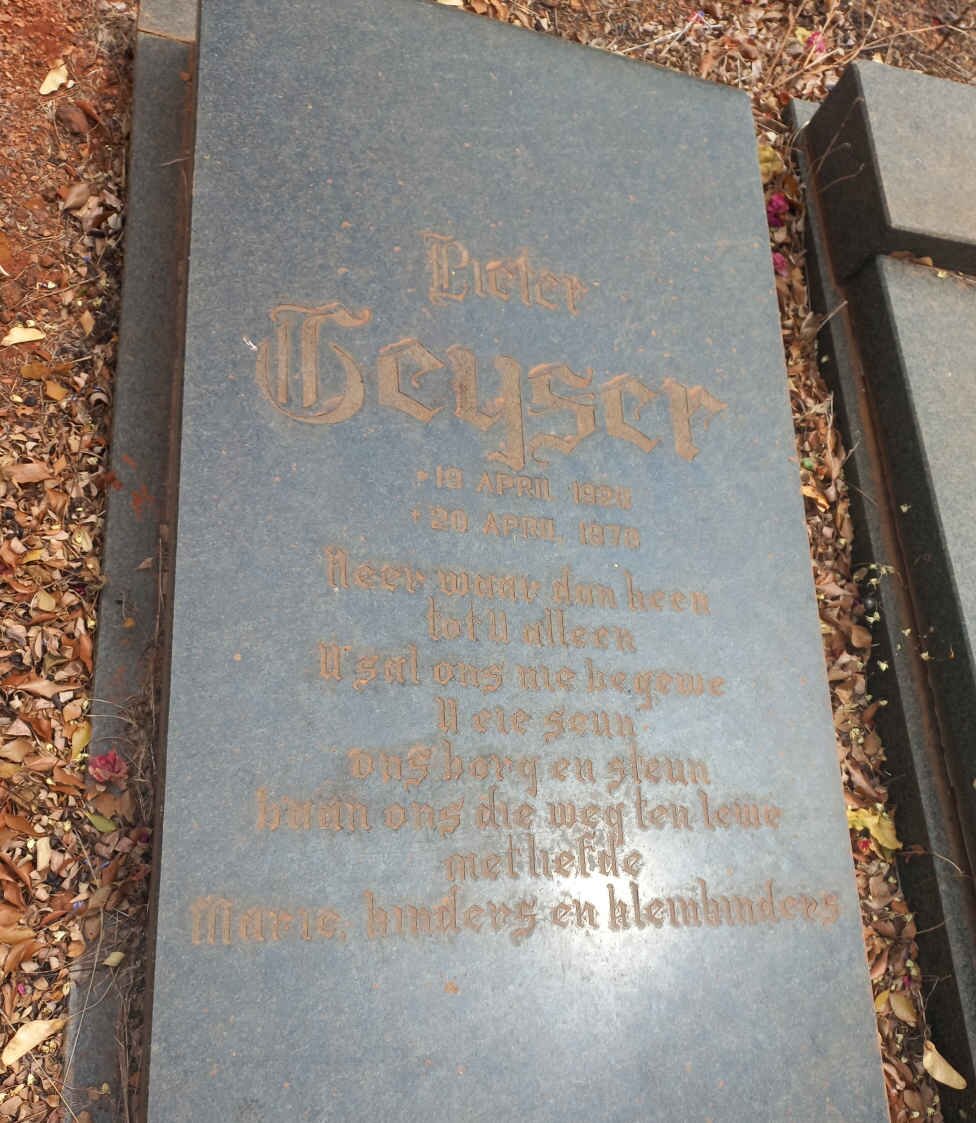 Pieter
Geyser
* 19 APRIL 1926
† 20 APRIL 1978
Heer waar dan heen
tot U alleen
U sal ons nie begewe
U eie seun
ons borg en steun
baan ons die weg ten lewe
met liefde
Marie, kinders en kleinkinders